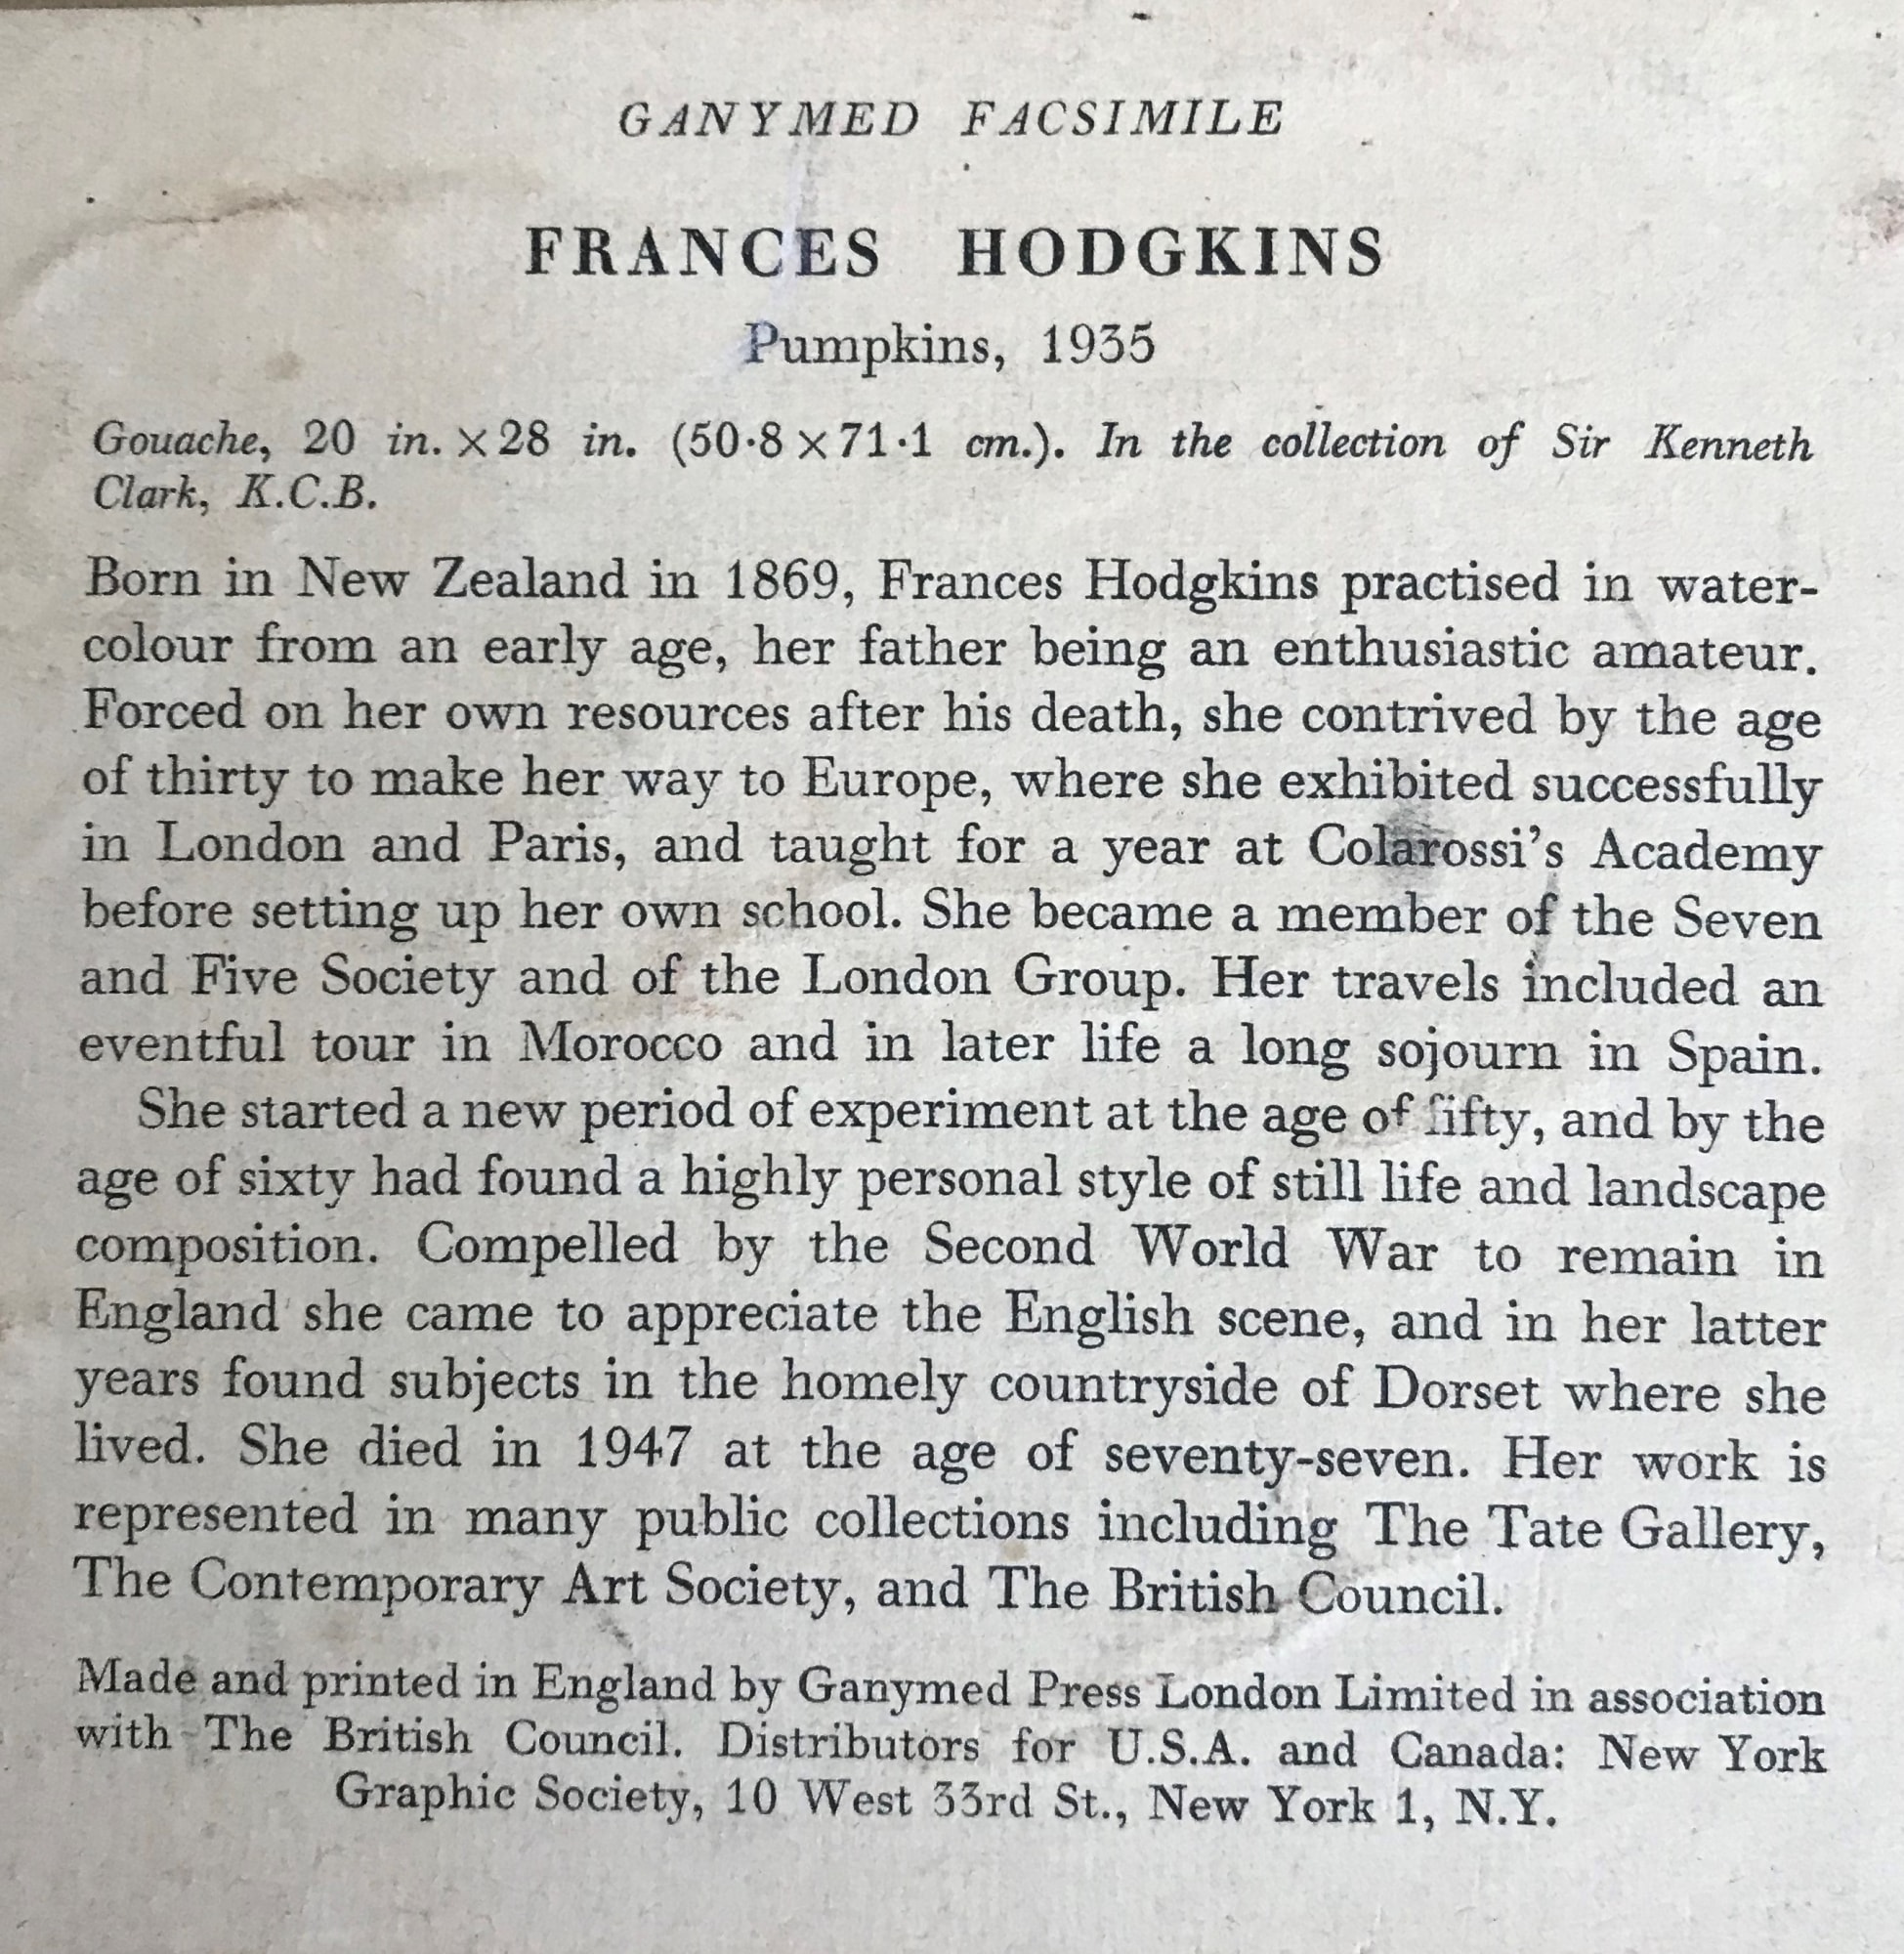 GANYMED FACSIMILE
FRANCES HODGKINS
Pumpkins, 1935
Gouache, 20 in. × 28 in. (50·8 × 71·1 cm.). In the collection of Sir Kenneth
Clark, K.C.B.
Born in New Zealand in 1869, Frances Hodgkins practised in water-
colour from an early age, her father being an enthusiastic amateur.
Forced on her own resources after his death, she contrived by the age
of thirty to make her way to Europe, where she exhibited successfully
in London and Paris, and taught for a year at Colarossi’s Academy
before setting up her own school. She became a member of the Seven
and Five Society and of the London Group. Her travels included an
eventful tour in Morocco and in later life a long sojourn in Spain.
She started a new period of experiment at the age of fifty, and by the
age of sixty had found a highly personal style of still life and landscape
composition. Compelled by the Second World War to remain in
England she came to appreciate the English scene, and in her latter
years found subjects in the homely countryside of Dorset where she
lived. She died in 1947 at the age of seventy-seven. Her work is
represented in many public collections including The Tate Gallery,
The Contemporary Art Society, and The British Council.
Made and printed in England by Ganymed Press London Limited in association
with The British Council. Distributors for U.S.A. and Canada: New York
Graphic Society, 10 West 33rd St., New York 1, N.Y.